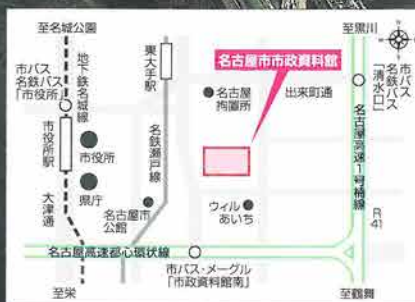 至名城公園
至黒川
名古屋市市政資料館
地下鉄名城線
東大手駅
市バス
名鉄バス
「市役所」
市役所駅
市役所
県庁
大津通
名鉄瀬戸線
名古屋
拘置所
出来町通
市バス
名鉄バス
「清水口」
名古屋高速1号楠線
R
41
名古屋市
公館
ウィル
あいち
名古屋高速都心環状線
市バス・メーグル
「市政資料館南」
至栄
至鶴舞